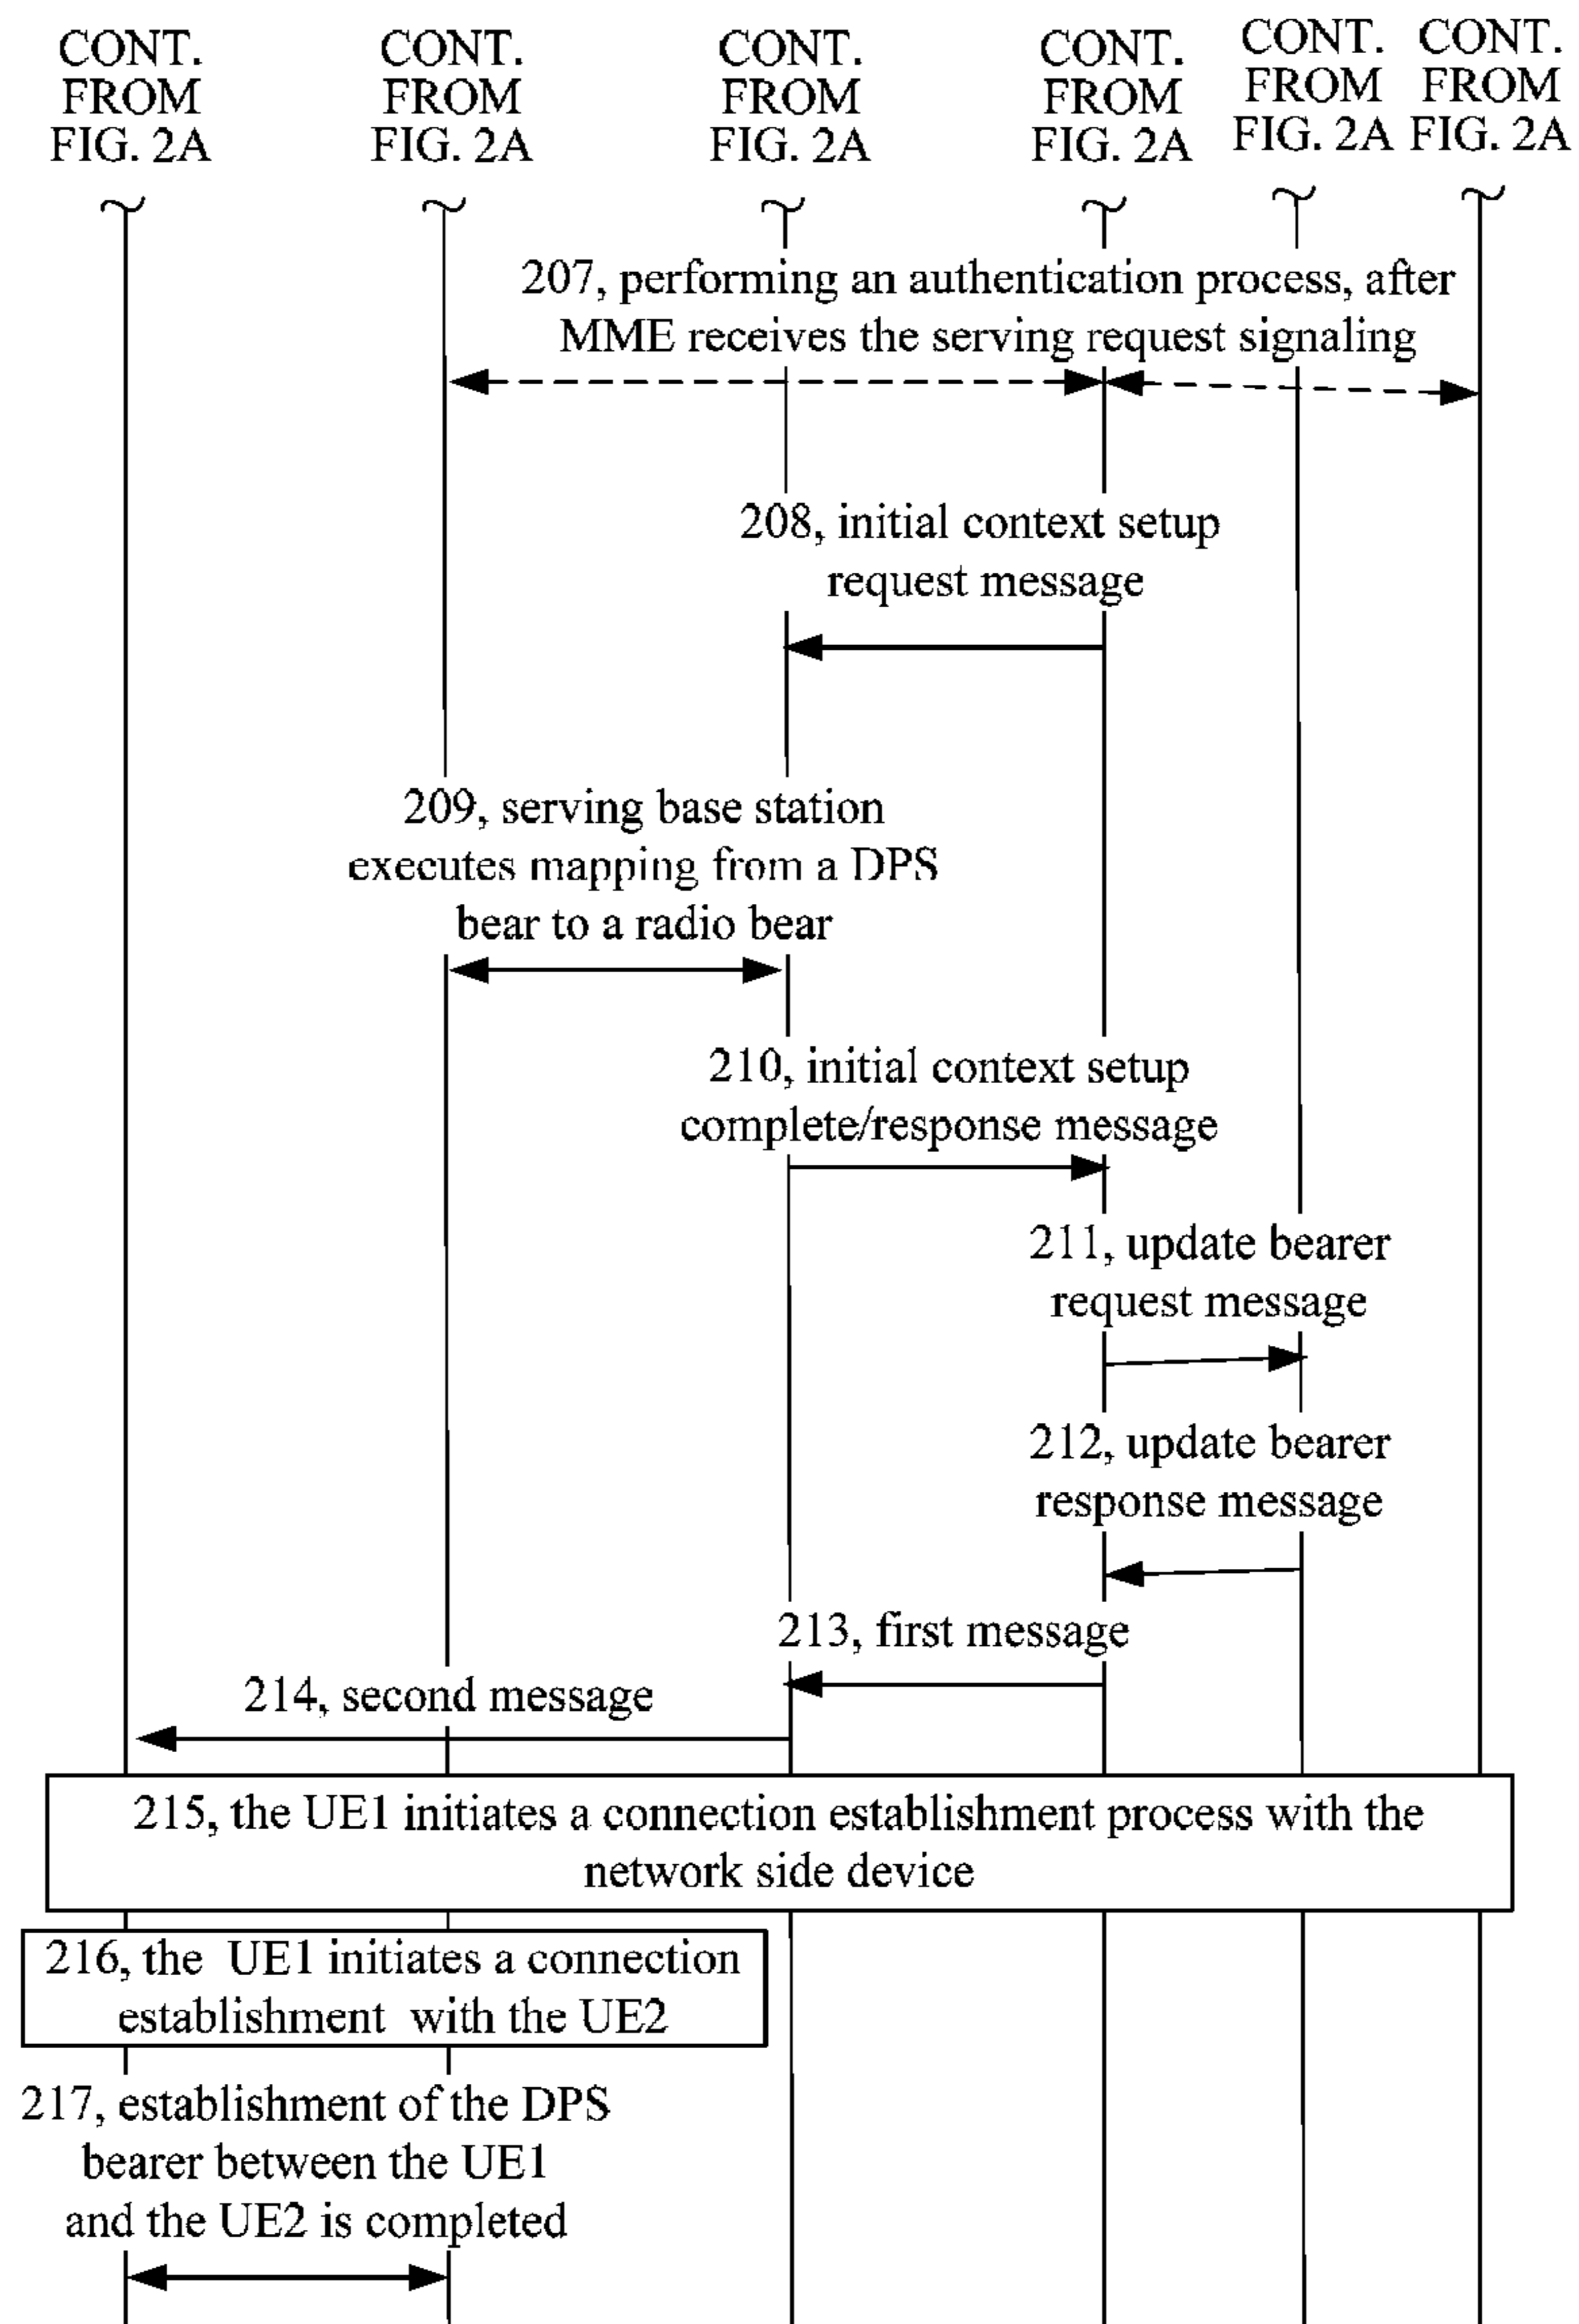 CONT.
FROM
FIG. 2A
CONT.
FROM
FIG. 2A
CONT.
FROM
FIG. 2A
CONT.
FROM
FIG. 2A
CONT.
FROM
FIG. 2A
CONT.
FROM
FIG. 2A
207, performing an authentication process, after
MME receives the serving request signaling
208, initial context setup
request message
209, serving base station
executes mapping from a DPS
bear to a radio bear
210, initial context setup
complete/response message
211, update bearer
request message
212, update bearer
response message
213, first message
214, second message
215, the UE1 initiates a connection establishment process with the
network side device
216, the UE1 initiates a connection
establishment with the UE2
217, establishment of the DPS
bearer between the UE1
and the UE2 is completed